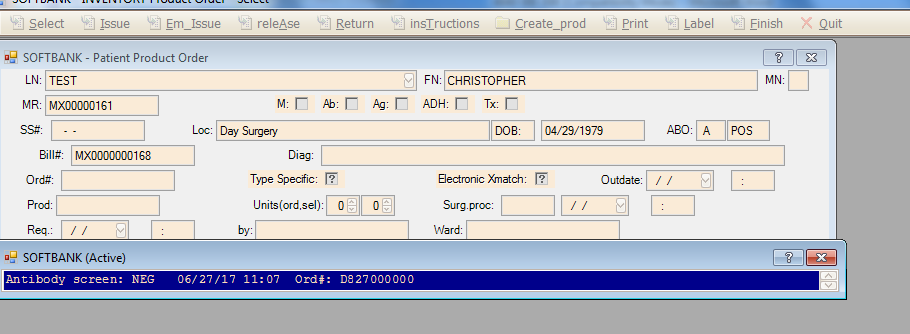 SOFTBANK - INVENTORY Product Order - Select
Select Issue Em_Issue releAse Return insTructions Create_prod Print Label Finish Quit
SOFTBANK - Patient Product Order
LN: TEST FN: CHRISTOPHER MN:
MR: MX00000161 M: Ab: Ag: ADH: Tx:
SS#: - - Loc: Day Surgery DOB: 04/29/1979 ABO: A POS
Bill#: MX0000000168 Diag:
Ord#: Type Specific: ? Electronic Xmatch: ? Outdate: / / :
Prod: Units(ord,sel): 0 0 Surg.proc: / / :
Req.: / / : by: Ward:
SOFTBANK (Active)
Antibody screen: NEG 06/27/17 11:07 Ord#: D827000000